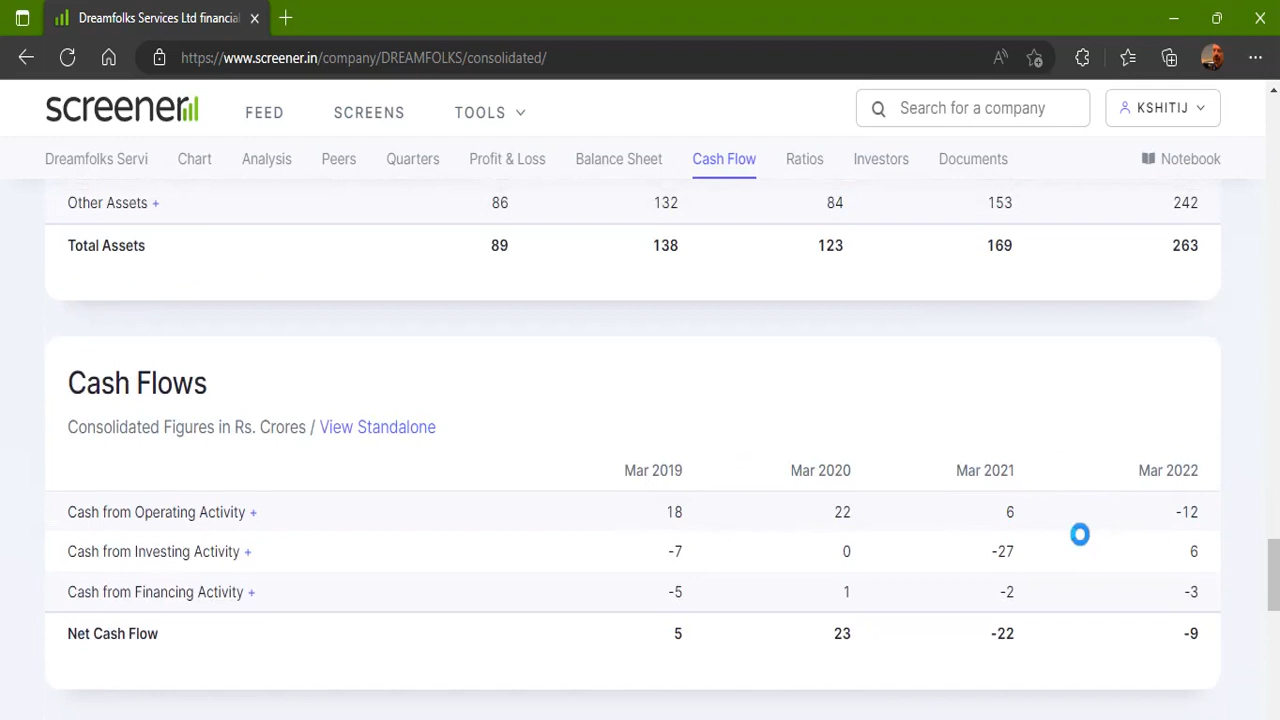 Dreamfolks Services Ltd financial
https://www.screener.in/company/DREAMFOLKS/consolidated/
screener FEED SCREENS TOOLS Search for a company KSHITIJ
Dreamfolks Servi Chart Analysis Peers Quarters Profit & Loss Balance Sheet Cash Flow Ratios Investors Documents Notebook
Other Assets + 86 132 84 153 242
Total Assets 89 138 123 169 263
Cash Flows
Consolidated Figures in Rs. Crores / View Standalone
Mar 2019 Mar 2020 Mar 2021 Mar 2022
Cash from Operating Activity + 18 22 6 -12
Cash from Investing Activity + -7 0 -27 6
Cash from Financing Activity + -5 1 -2 -3
Net Cash Flow 5 23 -22 -9